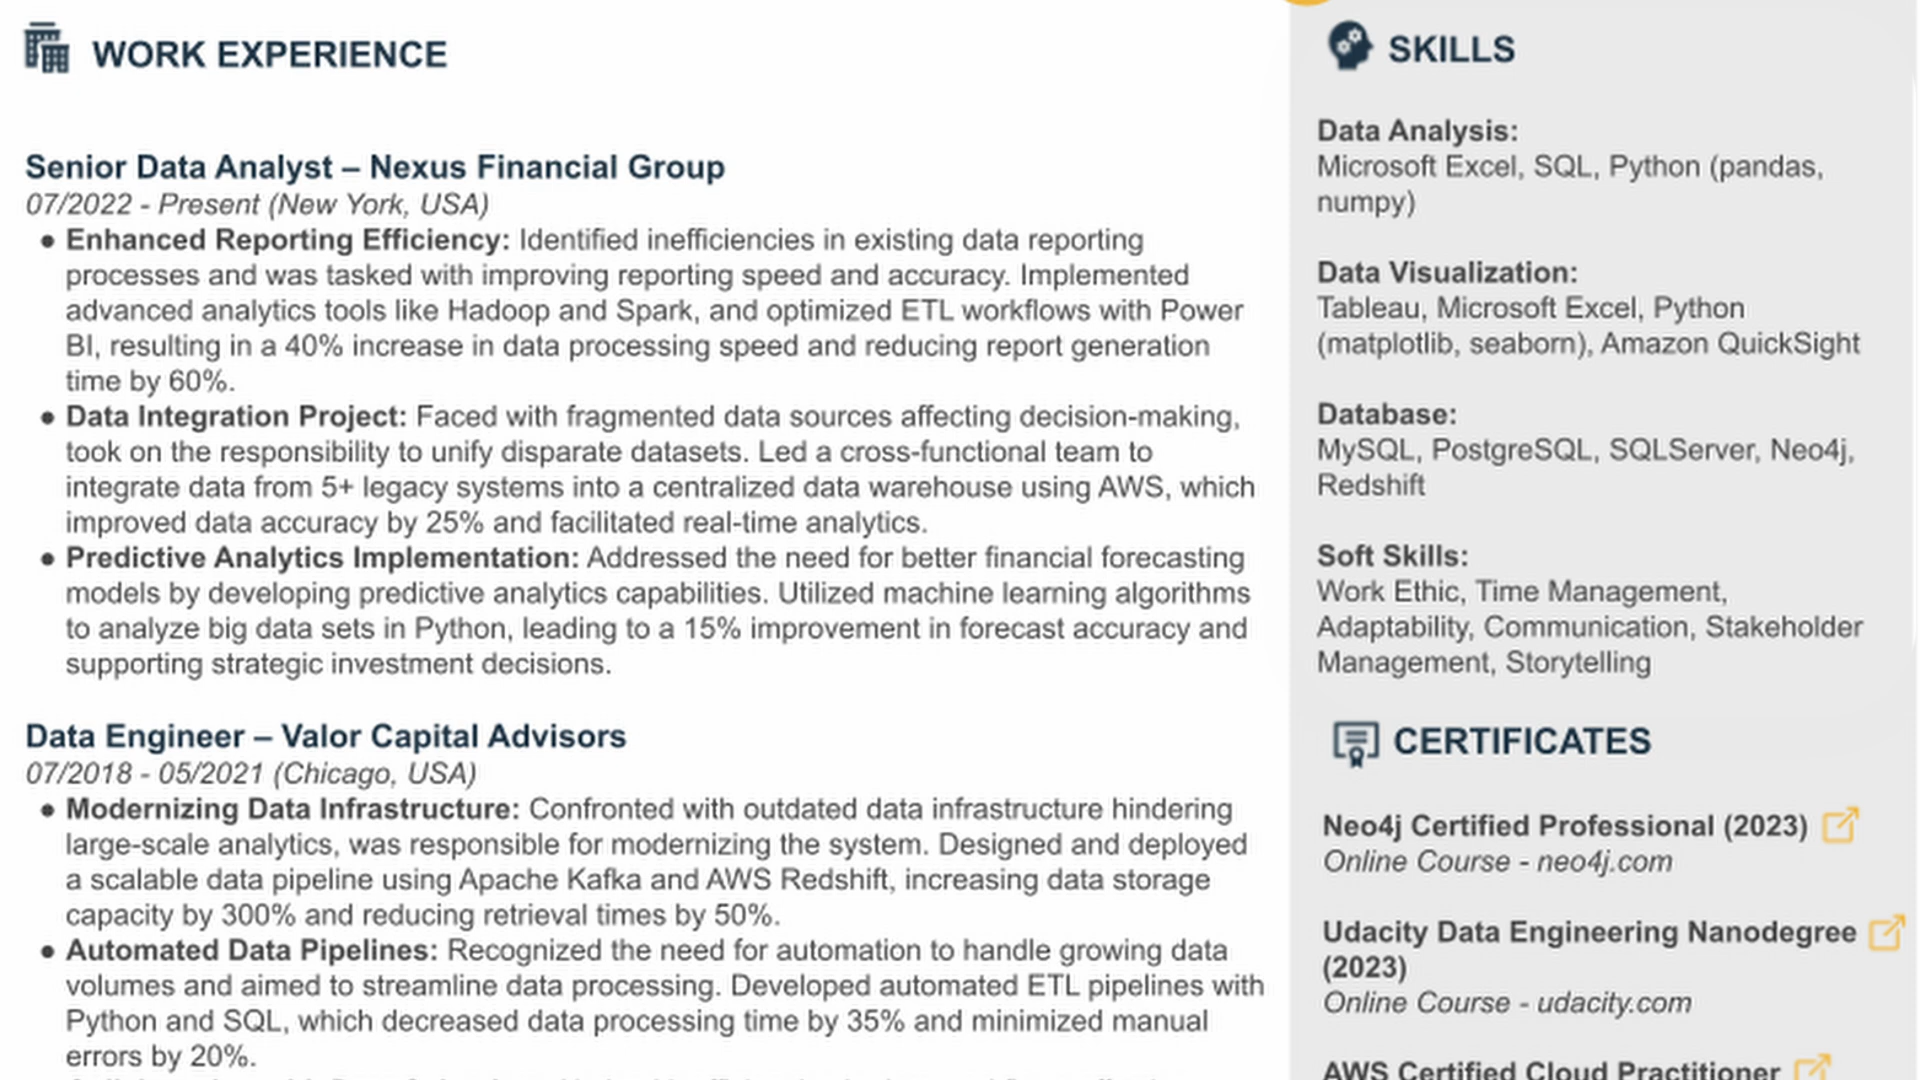 WORK EXPERIENCE
Senior Data Analyst – Nexus Financial Group
07/2022 - Present (New York, USA)
● Enhanced Reporting Efficiency: Identified inefficiencies in existing data reporting
processes and was tasked with improving reporting speed and accuracy. Implemented
advanced analytics tools like Hadoop and Spark, and optimized ETL workflows with Power
BI, resulting in a 40% increase in data processing speed and reducing report generation
time by 60%.
● Data Integration Project: Faced with fragmented data sources affecting decision-making,
took on the responsibility to unify disparate datasets. Led a cross-functional team to
integrate data from 5+ legacy systems into a centralized data warehouse using AWS, which
improved data accuracy by 25% and facilitated real-time analytics.
● Predictive Analytics Implementation: Addressed the need for better financial forecasting
models by developing predictive analytics capabilities. Utilized machine learning algorithms
to analyze big data sets in Python, leading to a 15% improvement in forecast accuracy and
supporting strategic investment decisions.
Data Engineer – Valor Capital Advisors
07/2018 - 05/2021 (Chicago, USA)
● Modernizing Data Infrastructure: Confronted with outdated data infrastructure hindering
large-scale analytics, was responsible for modernizing the system. Designed and deployed
a scalable data pipeline using Apache Kafka and AWS Redshift, increasing data storage
capacity by 300% and reducing retrieval times by 50%.
● Automated Data Pipelines: Recognized the need for automation to handle growing data
volumes and aimed to streamline data processing. Developed automated ETL pipelines with
Python and SQL, which decreased data processing time by 35% and minimized manual
errors by 20%.
SKILLS
Data Analysis:
Microsoft Excel, SQL, Python (pandas,
numpy)
Data Visualization:
Tableau, Microsoft Excel, Python
(matplotlib, seaborn), Amazon QuickSight
Database:
MySQL, PostgreSQL, SQLServer, Neo4j,
Redshift
Soft Skills:
Work Ethic, Time Management,
Adaptability, Communication, Stakeholder
Management, Storytelling
CERTIFICATES
Neo4j Certified Professional (2023)
Online Course - neo4j.com
Udacity Data Engineering Nanodegree
(2023)
Online Course - udacity.com
AWS Certified Cloud Practitioner